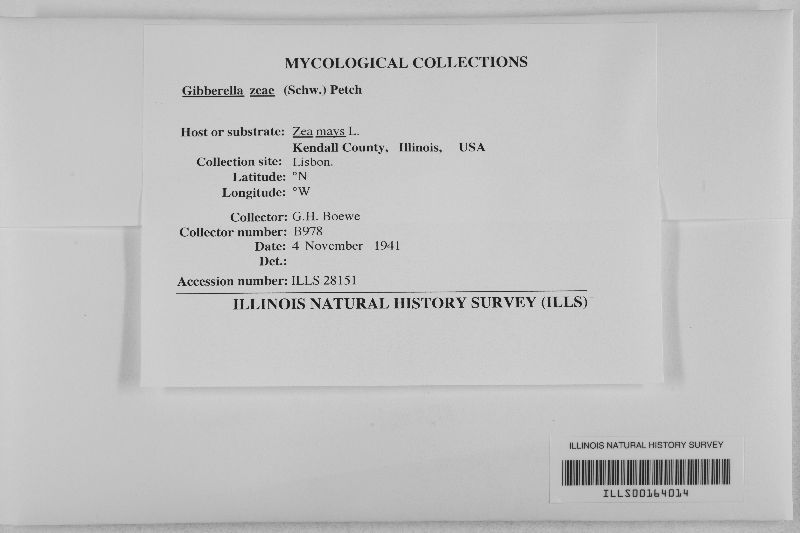 MYCOLOGICAL COLLECTIONS
Gibberella zeae (Schw.) Petch
Host or substrate: Zea mays L.
Kendall County, Illinois, USA
Collection site: Lisbon.
Latitude: °N
Longitude: °W
Collector: G.H. Boewe
Collector number: B978
Date: 4 November 1941
Det.:
Accession number: ILLS 28151
ILLINOIS NATURAL HISTORY SURVEY (ILLS)
ILLINOIS NATURAL HISTORY SURVEY
ILLS00164014